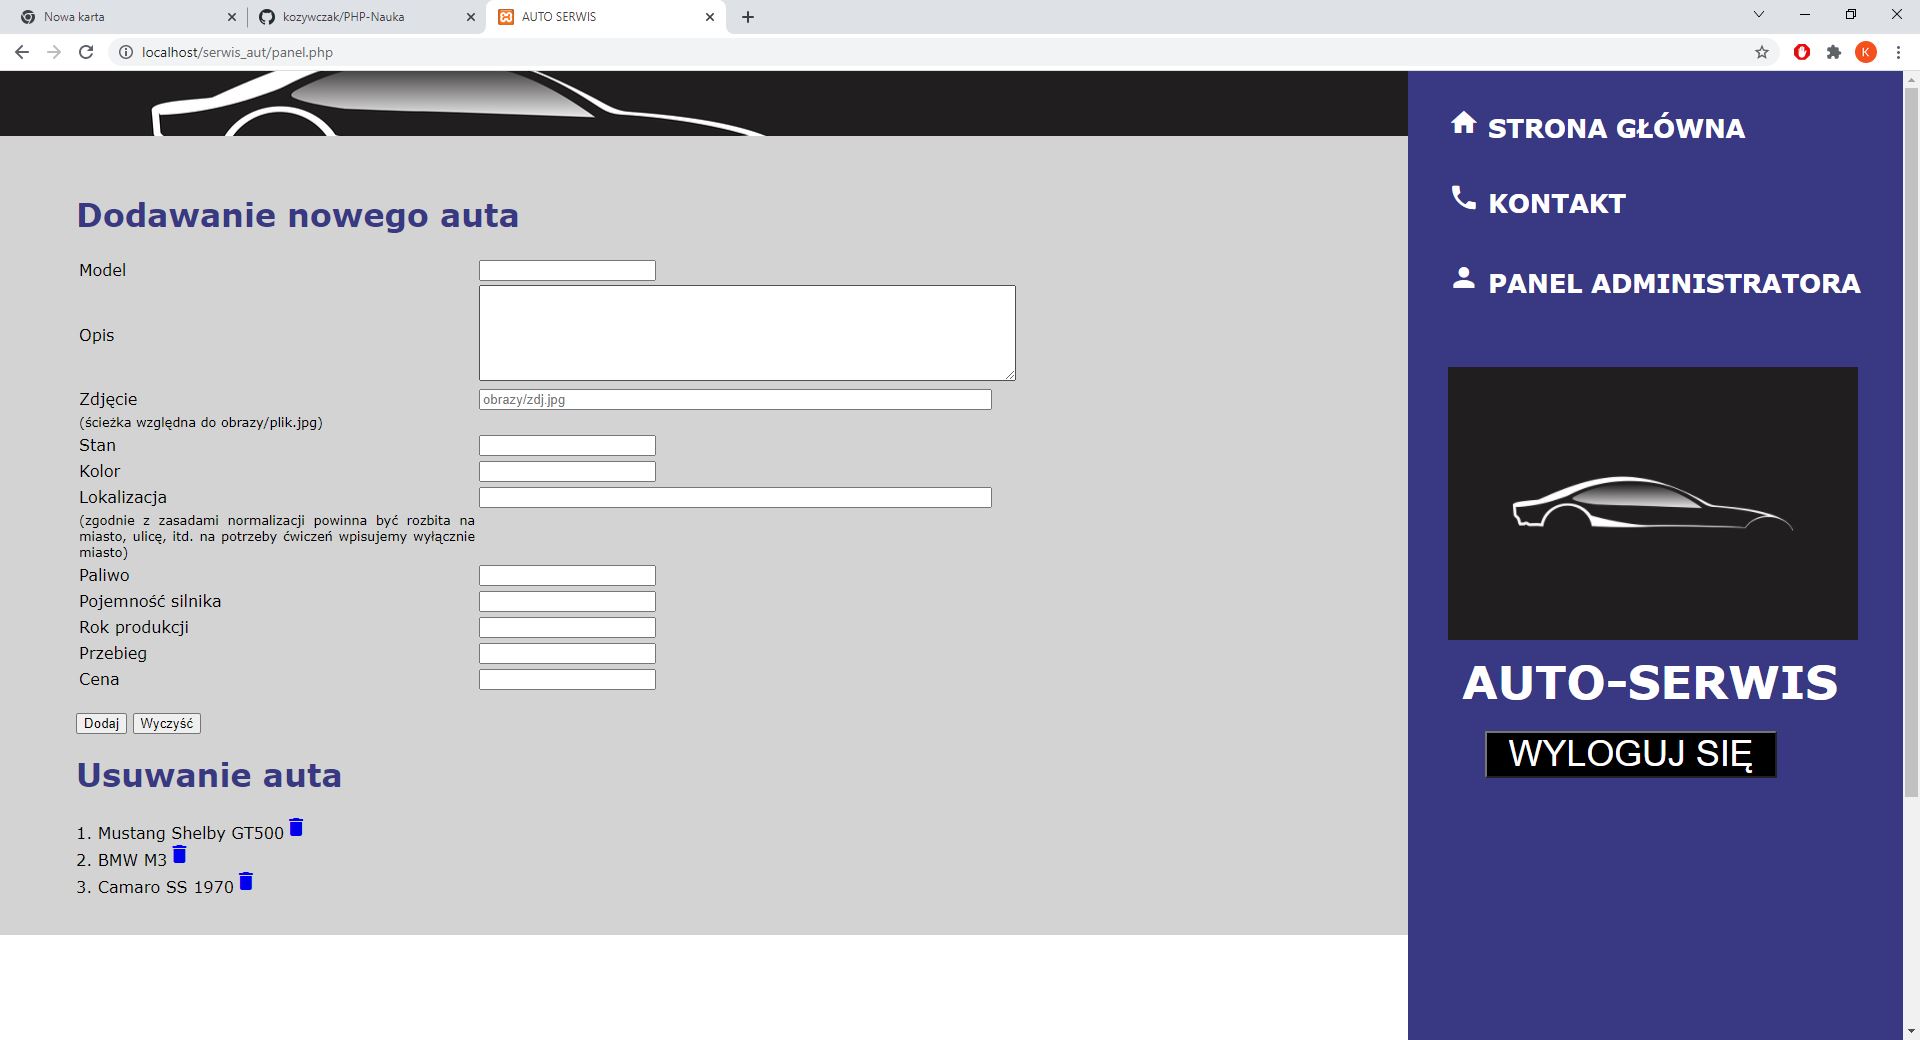 Nowa karta
kozywczak/PHP-Nauka
AUTO SERWIS
localhost/serwis_aut/panel.php
K
Dodawanie nowego auta
Model
Opis
Zdjęcie
obrazy/zdj.jpg
(ścieżka względna do obrazy/plik.jpg)
Stan
Kolor
Lokalizacja
(zgodnie z zasadami normalizacji powinna być rozbita na
miasto, ulicę, itd. na potrzeby ćwiczeń wpisujemy wyłącznie
miasto)
Paliwo
Pojemność silnika
Rok produkcji
Przebieg
Cena
Dodaj Wyczyść
Usuwanie auta
1. Mustang Shelby GT500
2. BMW M3
3. Camaro SS 1970
STRONA GŁÓWNA
KONTAKT
PANEL ADMINISTRATORA
AUTO-SERWIS
WYLOGUJ SIĘ